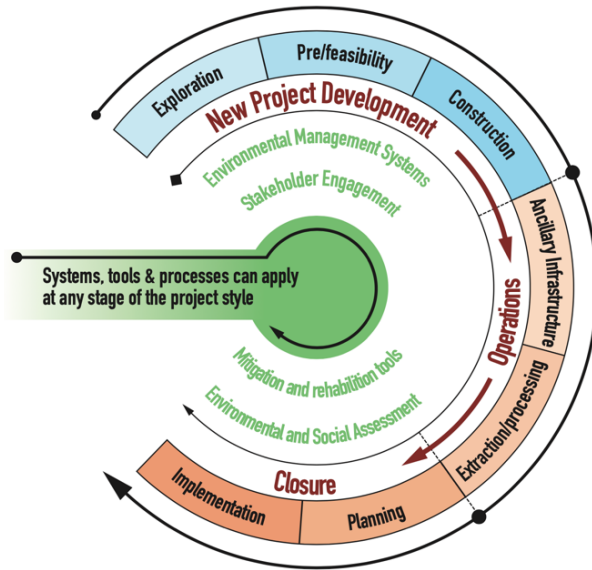 Exploration
Pre/feasibility
Construction
New Project Development
Environmental Management Systems
Stakeholder Engagement
Ancillary Infrastructure
Systems, tools & processes can apply
at any stage of the project style
Operations
Mitigation and rehabilition tools
Environmental and Social Assessment
Extraction/processing
Closure
Implementation
Planning